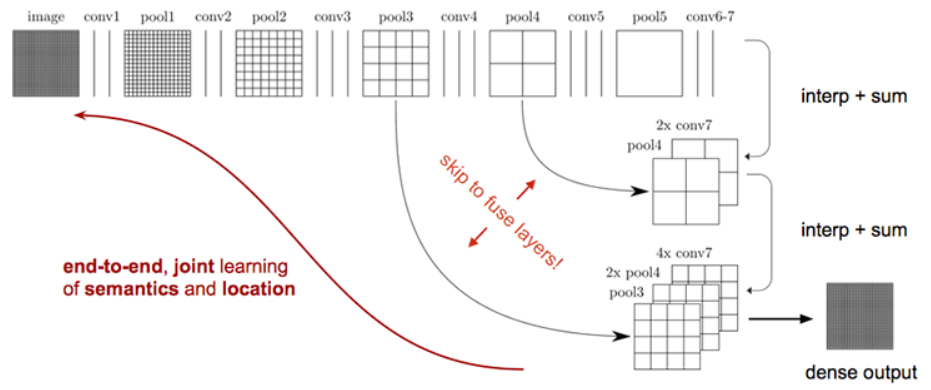 image conv1 pool1 conv2 pool2 conv3 pool3 conv4 pool4 conv5 pool5 conv6-7
interp + sum
2x conv7
pool4
skip to fuse layers!
interp + sum
4x conv7
end-to-end, joint learning
of semantics and location
2x pool4
pool3
dense output